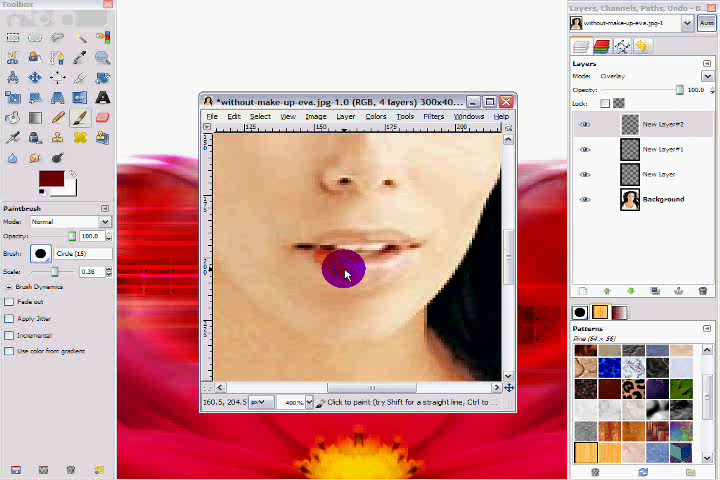 Toolbox
Paintbrush
Mode: Normal
Opacity: 100.0
Brush: Circle (15)
Scale: 0.38
Brush Dynamics
Fade out
Apply Jitter
Incremental
Use color from gradient
*without-make-up-eva.jpg-1.0 (RGB, 4 layers) 300x40...
File Edit View Image Layer Colors Tools Filters Windows Help
125 150 175 200
160.5, 204.5 px 400% Click to paint (try Shift for a straight line, Ctrl to ...
Layers, Channels, Paths, Undo - B...
without-make-up-eva.jpg-1 Auto
Layers
Mode: Overlay
Opacity: 100.0
Lock:
New Layer#2
New Layer#1
New Layer
Background
Patterns
Pine (64 × 56)